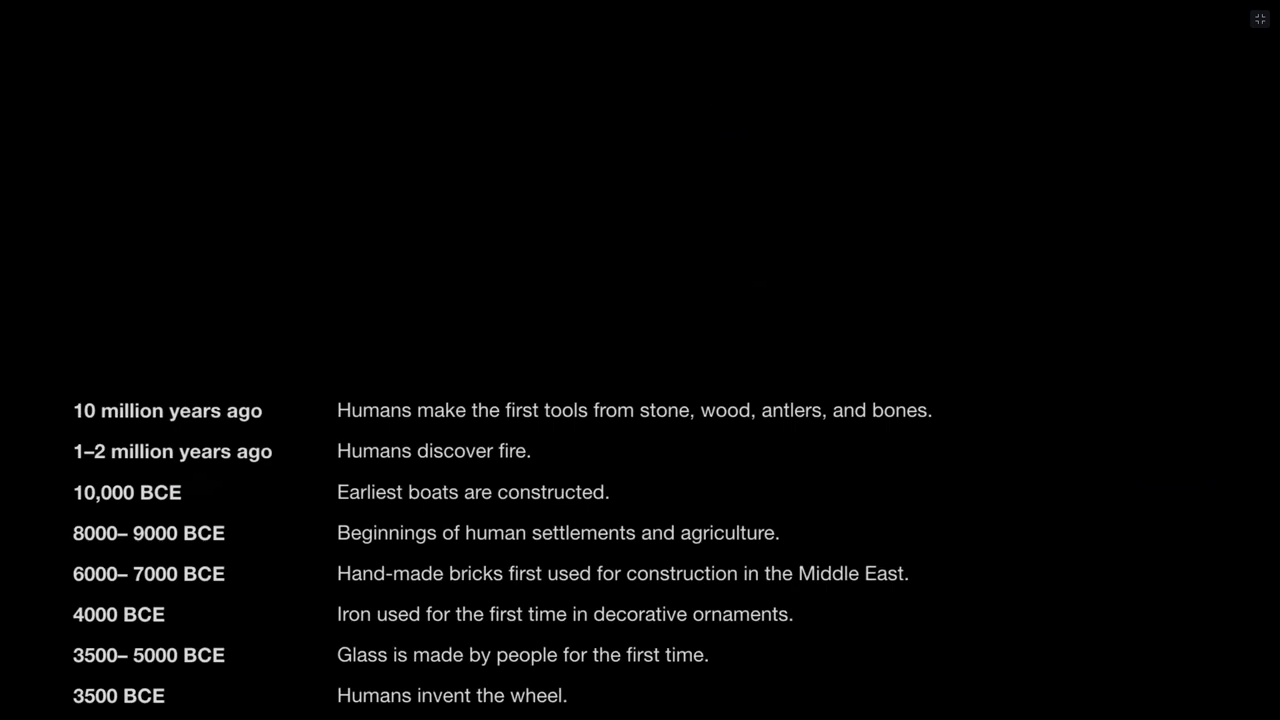 10 million years ago Humans make the first tools from stone, wood, antlers, and bones.
1–2 million years ago Humans discover fire.
10,000 BCE Earliest boats are constructed.
8000– 9000 BCE Beginnings of human settlements and agriculture.
6000– 7000 BCE Hand-made bricks first used for construction in the Middle East.
4000 BCE Iron used for the first time in decorative ornaments.
3500– 5000 BCE Glass is made by people for the first time.
3500 BCE Humans invent the wheel.